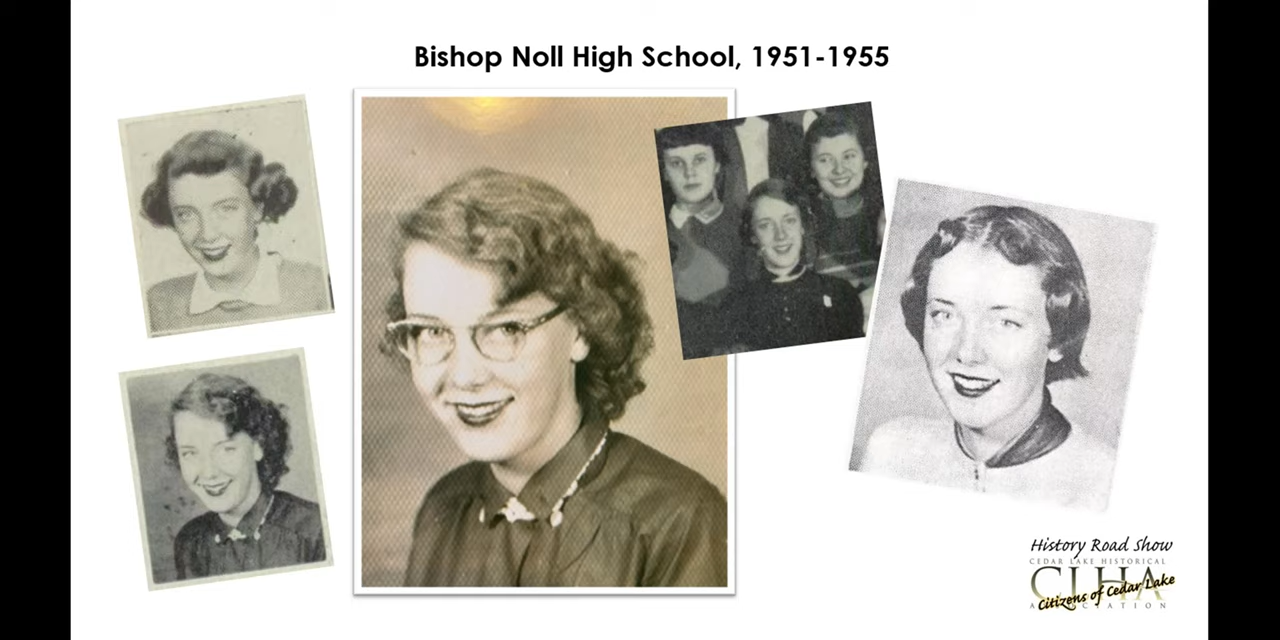 Bishop Noll High School, 1951-1955
History Road Show
CEDAR LAKE HISTORICAL
CLHA
Citizens of Cedar Lake
ASSOCIATION